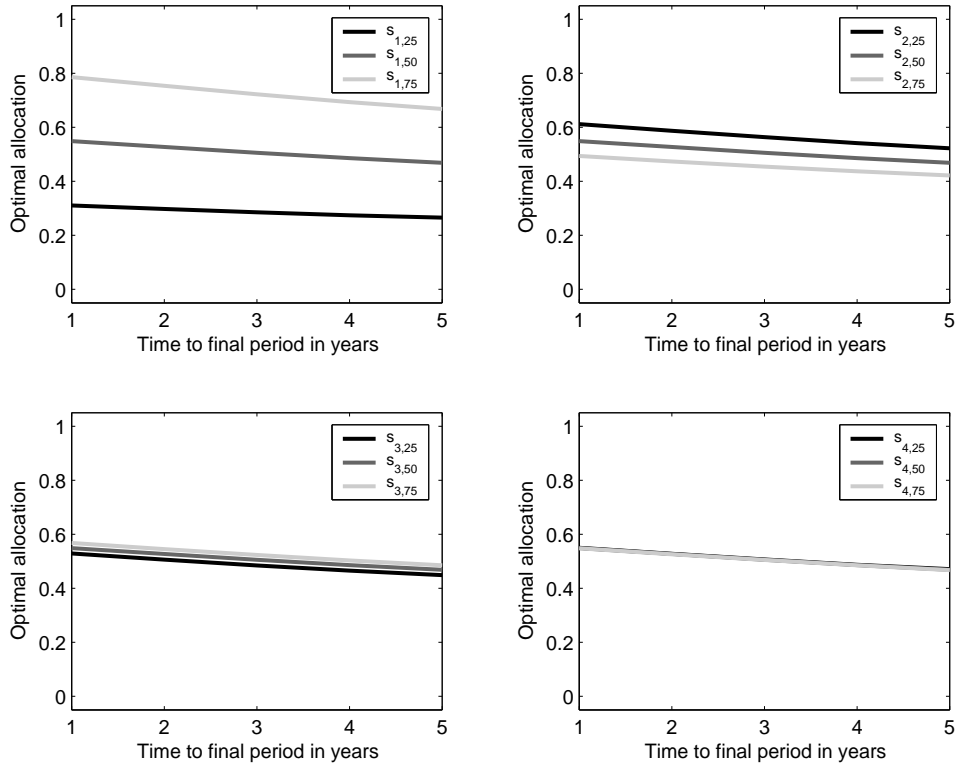 1
0.8
0.6
0.4
0.2
0
Optimal allocation
s1,25
s1,50
s1,75
1 2 3 4 5
Time to final period in years
1
0.8
0.6
0.4
0.2
0
Optimal allocation
s2,25
s2,50
s2,75
1 2 3 4 5
Time to final period in years
1
0.8
0.6
0.4
0.2
0
Optimal allocation
s3,25
s3,50
s3,75
1 2 3 4 5
Time to final period in years
1
0.8
0.6
0.4
0.2
0
Optimal allocation
s4,25
s4,50
s4,75
1 2 3 4 5
Time to final period in years